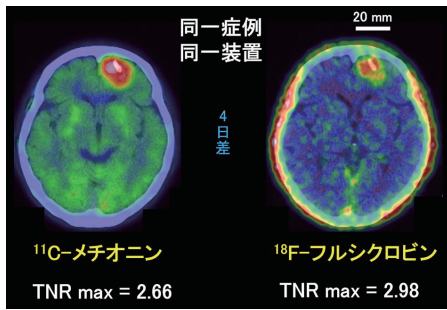 同一症例
同一装置
20 mm
4
日
差
¹¹C-メチオニン
¹⁸F-フルシクロビン
TNR max = 2.66
TNR max = 2.98